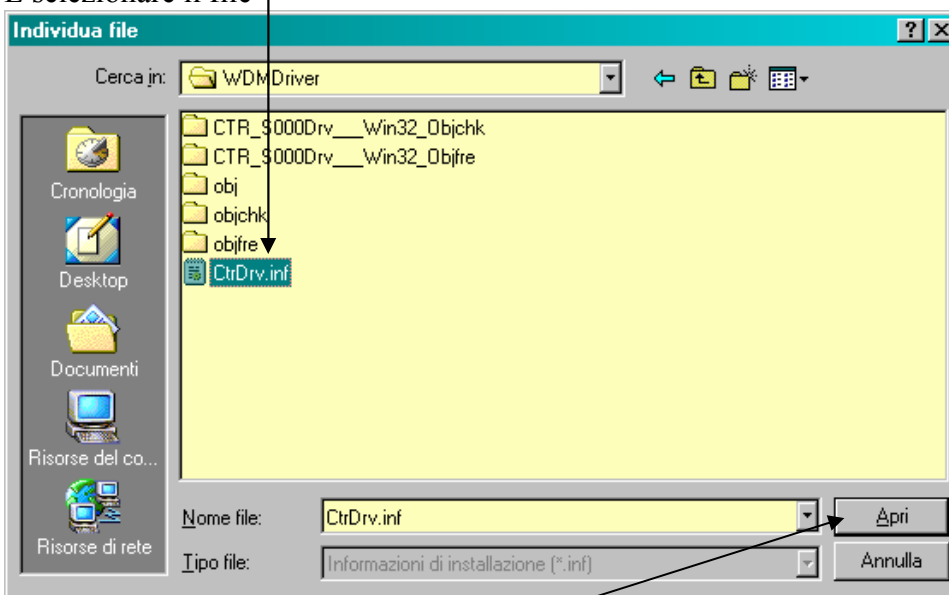 E selezionare il file
Individua file
Cerca in: WDMDriver
CTR_S000Drv___Win32_Objchk
CTR_S000Drv___Win32_Objfre
obj
objchk
objfre
CtrDrv.inf
Cronologia
Desktop
Documenti
Risorse del co...
Risorse di rete
Nome file: CtrDrv.inf Apri
Tipo file: Informazioni di installazione (*.inf) Annulla